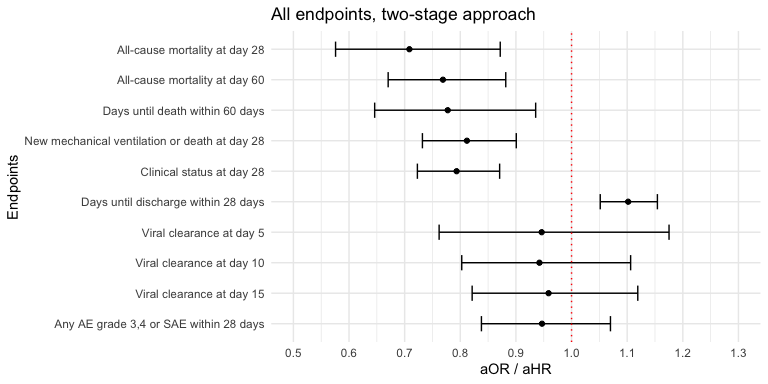 All endpoints, two-stage approach
All-cause mortality at day 28
All-cause mortality at day 60
Days until death within 60 days
New mechanical ventilation or death at day 28
Clinical status at day 28
Days until discharge within 28 days
Viral clearance at day 5
Viral clearance at day 10
Viral clearance at day 15
Any AE grade 3,4 or SAE within 28 days
Endpoints
0.5 0.6 0.7 0.8 0.9 1.0 1.1 1.2 1.3
aOR / aHR